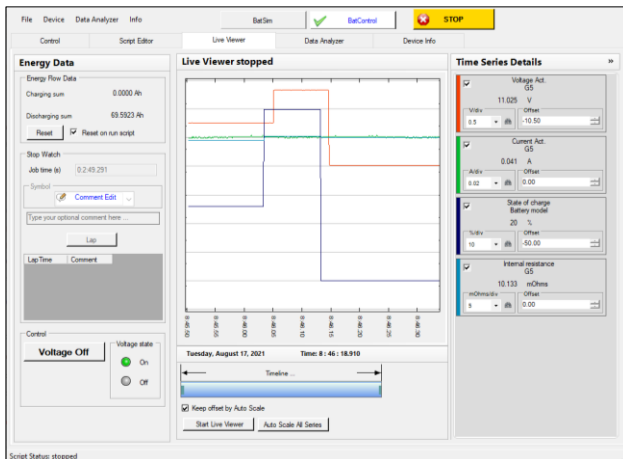 File Device Data Analyzer Info BatSim BatControl STOP
Control Script Editor Live Viewer Data Analyzer Device Info
Energy Data
Energy Flow Data
Charging sum 0.0000 Ah
Discharging sum 69.5923 Ah
Reset Reset on run script
Stop Watch
Job time (s) 0:2:49.291
Symbol
Comment Edit
Type your optional comment here ...
Lap
Lap Time Comment
Control
Voltage Off
Voltage state
On
Off
Live Viewer stopped
Tuesday, August 17, 2021 Time: 8 : 46 : 18.910
Timeline ...
Keep offset by Auto Scale
Start Live Viewer Auto Scale All Series
Time Series Details »
Voltage Act.
G5
11.025 V
V/div Offset
0.5 -10.50
Current Act.
G5
0.041 A
A/div Offset
0.02 0.00
State of charge
Battery model
20 %
%/div Offset
10 -50.00
Internal resistance
G5
10.133 mOhms
mOhms/div Offset
5 0.00
Script Status: stopped